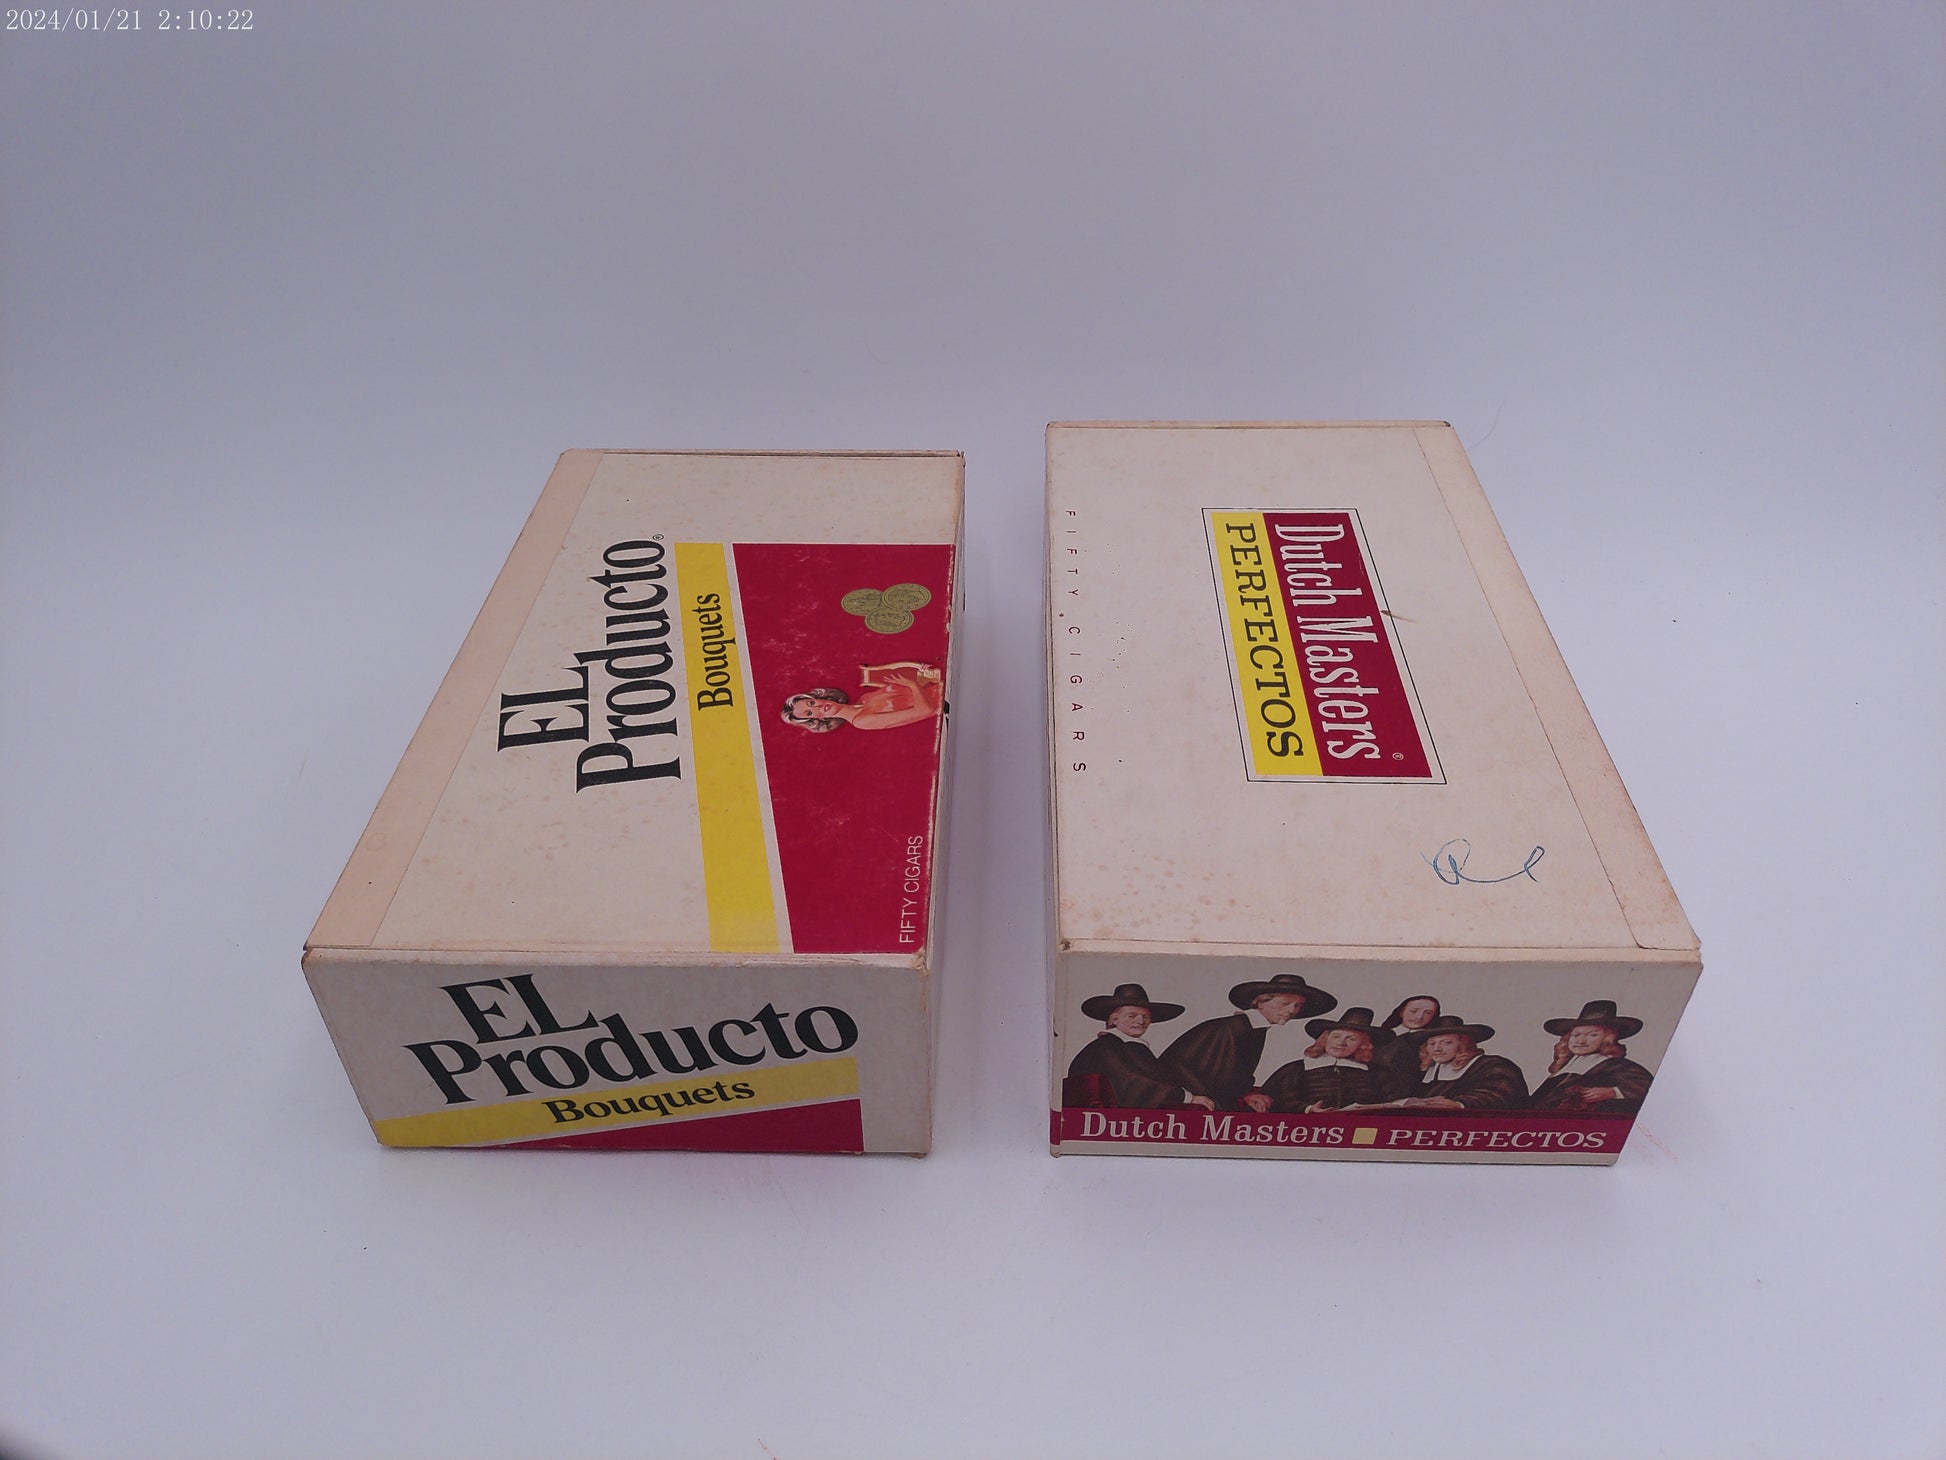 2024/01/21 2:10:22
EL
Producto®
Bouquets
FIFTY CIGARS
EL
Producto
Bouquets
FIFTY CIGARS
Dutch Masters®
PERFECTOS
Dutch Masters PERFECTOS